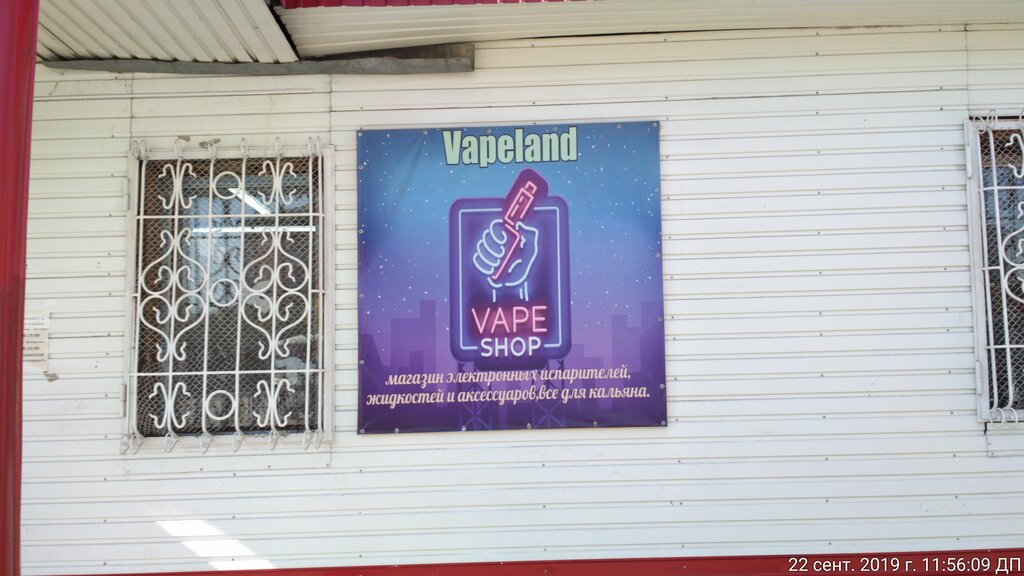 Vapeland
VAPE
SHOP
магазин электронных испарителей,
жидкостей и аксессуаров,все для кальяна.
22 сент. 2019 г. 11:56:09 ДП